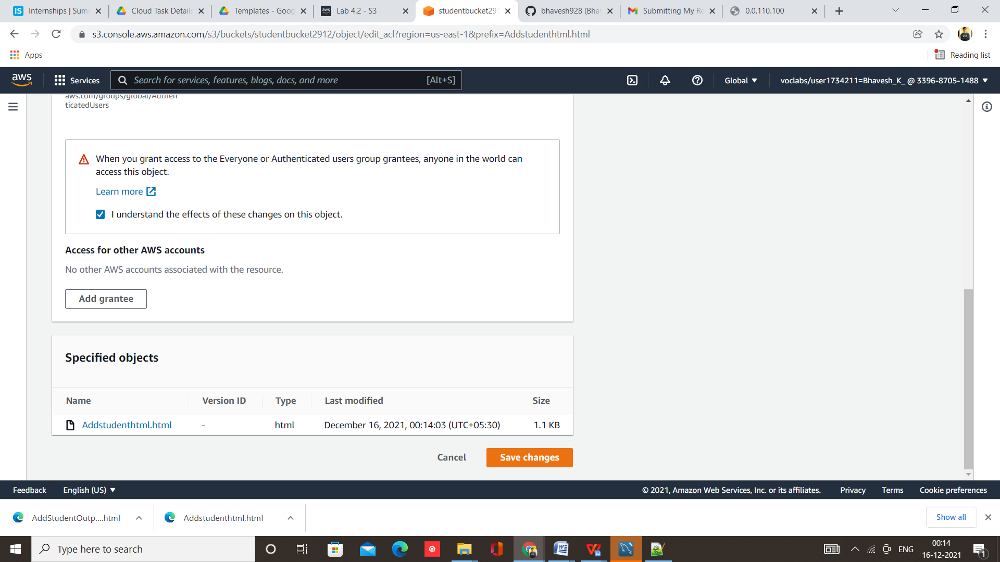 Internships | Sum
Cloud Task Details
Templates - Goog
Lab 4.2 - S3
studentbucket291
bhavesh928 (Bha
Submitting My Re
0.0.110.100
s3.console.aws.amazon.com/s3/buckets/studentbucket2912/object/edit_acl?region=us-east-1&prefix=Addstudenthtml.html
Apps
Reading list
aws
Services
Search for services, features, blogs, docs, and more
[Alt+S]
Global
voclabs/user1734211=Bhavesh_K_ @ 3396-8705-1488
aws.com/groups/global/Authen
ticatedUsers
When you grant access to the Everyone or Authenticated users group grantees, anyone in the world can
access this object.
Learn more
I understand the effects of these changes on this object.
Access for other AWS accounts
No other AWS accounts associated with the resource.
Add grantee
Specified objects
Name Version ID Type Last modified Size
Addstudenthtml.html - html December 16, 2021, 00:14:03 (UTC+05:30) 1.1 KB
Cancel
Save changes
Feedback
English (US)
© 2021, Amazon Web Services, Inc. or its affiliates.
Privacy
Terms
Cookie preferences
AddStudentOutp....html
Addstudenthtml.html
Show all
Type here to search
ENG
00:14
16-12-2021
1